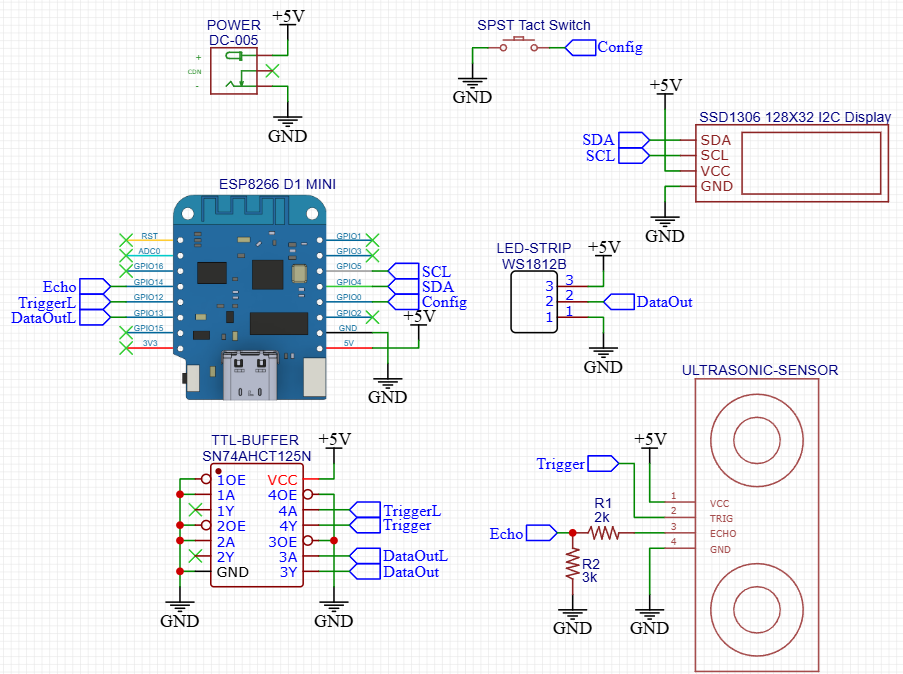 POWER
DC-005
+5V
+
CDN
-
GND
SPST Tact Switch
Config
GND
+5V
SSD1306 128X32 I2C Display
SDA
SCL
SDA
SCL
VCC
GND
GND
ESP8266 D1 MINI
RST
ADC0
GPIO16
Echo
GPIO14
TriggerL
GPIO12
DataOutL
GPIO13
GPIO15
3V3
GPIO1
GPIO3
GPIO5
SCL
GPIO4
SDA
GPIO0
Config
GPIO2
+5V
GND
5V
GND
LED-STRIP
WS1812B
+5V
3 3
2 2
DataOut
1 1
GND
TTL-BUFFER
SN74AHCT125N
+5V
1OE
1A
1Y
2OE
2A
2Y
GND
VCC
4OE
4A
TriggerL
4Y
Trigger
3OE
3A
DataOutL
3Y
DataOut
GND
GND
ULTRASONIC-SENSOR
+5V
Trigger
R1
2k
Echo
R2
3k
1
VCC
2
TRIG
3
ECHO
4
GND
GND
GND